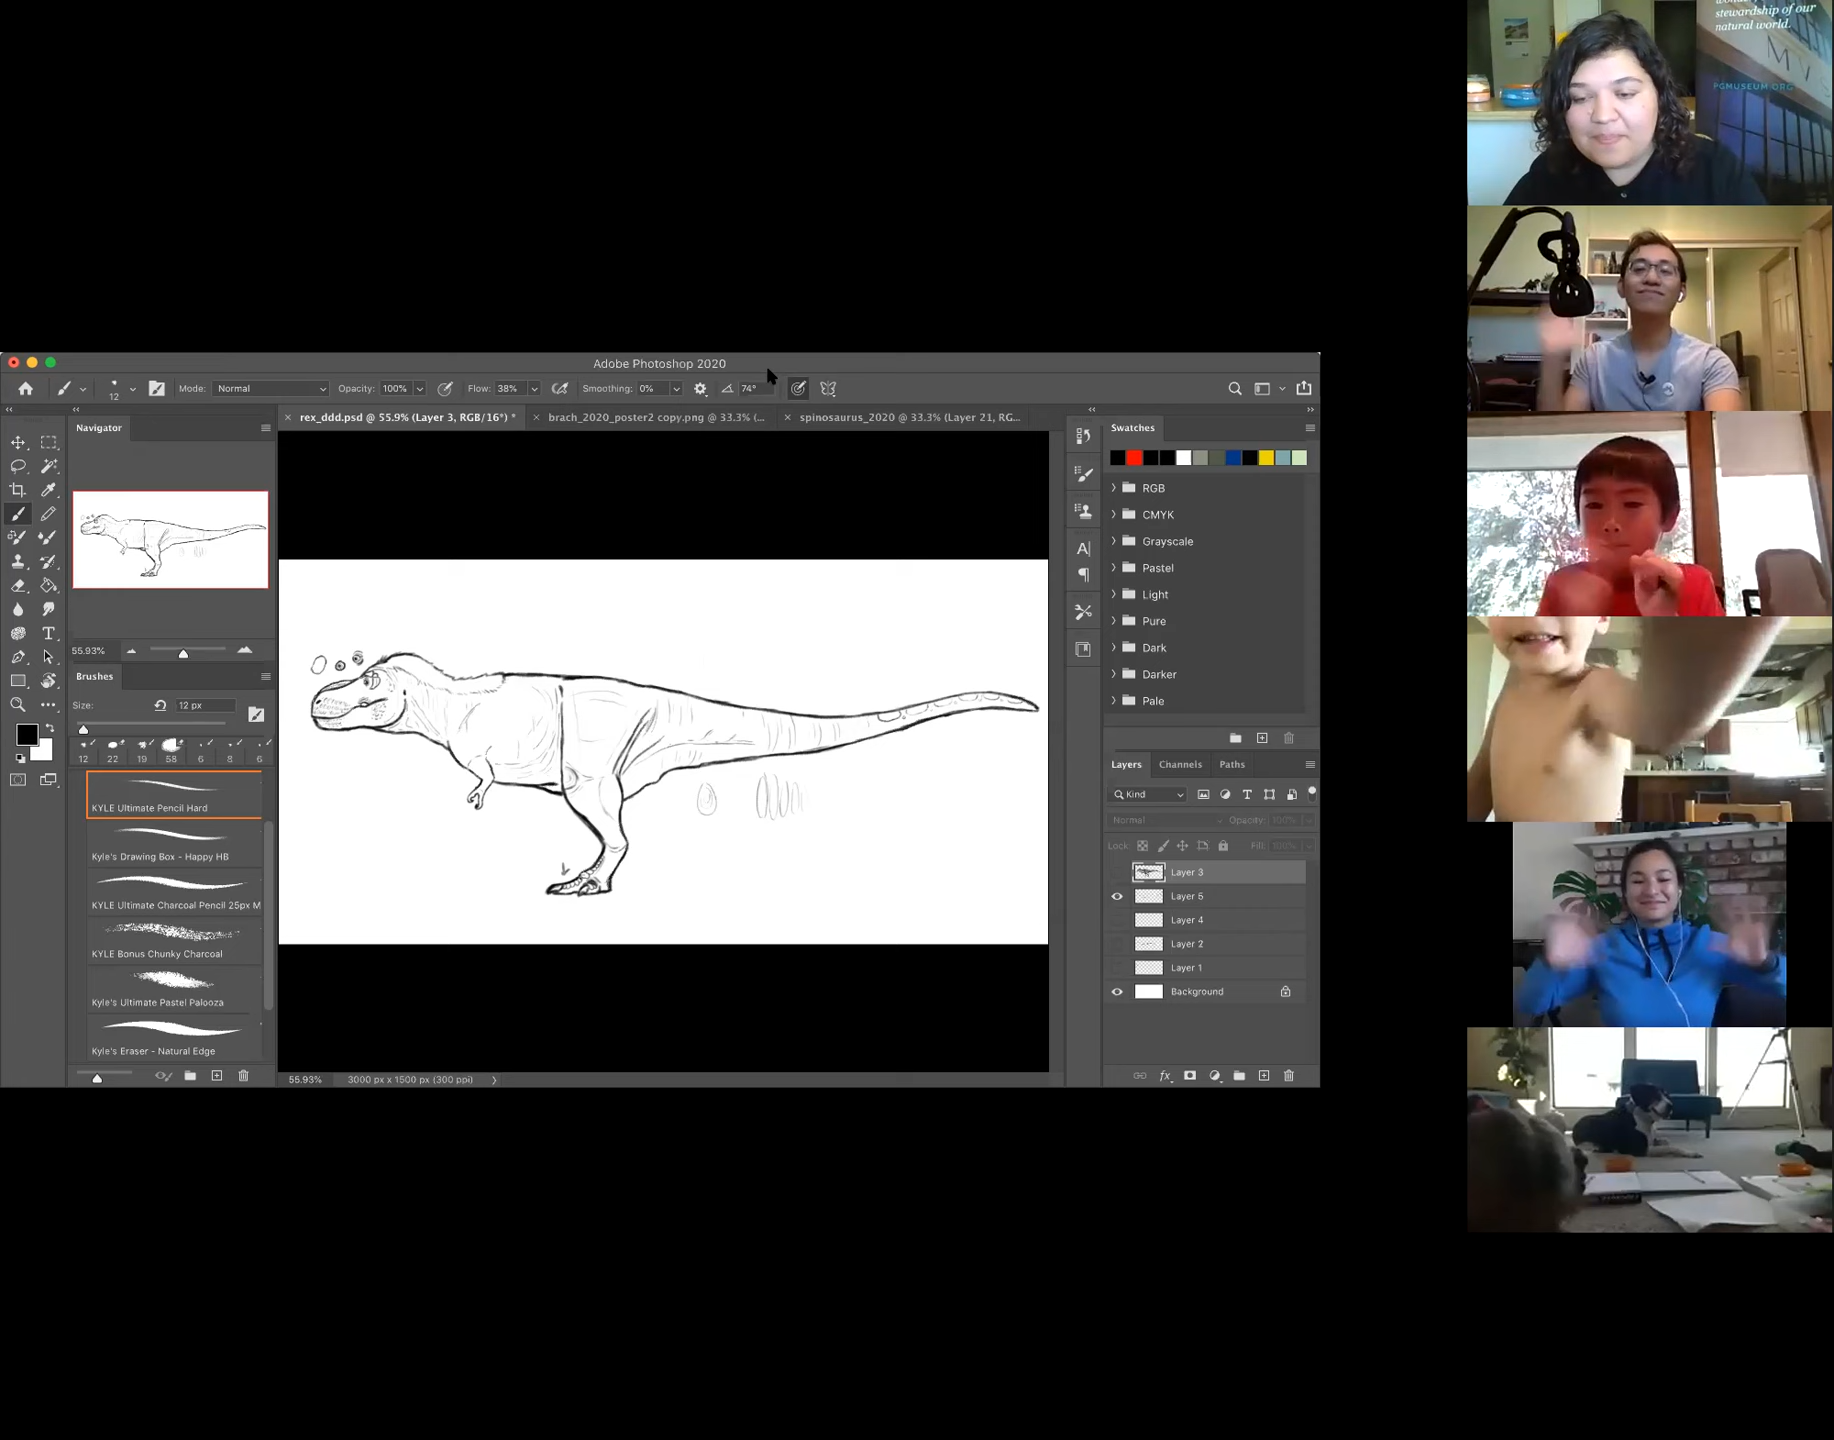 stewardship of our
natural world.
PGMUSEUM.ORG
Adobe Photoshop 2020
12
Mode: Normal
Opacity: 100%
Flow: 38%
Smoothing: 0%
74°
rex_ddd.psd @ 55.9% (Layer 3, RGB/16*) *
brach_2020_poster2 copy.png @ 33.3% (...
spinosaurus_2020 @ 33.3% (Layer 21, RG...
Navigator
55.93%
Brushes
Size: 12 px
12 22 19 58 6 8 6
KYLE Ultimate Pencil Hard
Kyle's Drawing Box - Happy HB
KYLE Ultimate Charcoal Pencil 25px M
KYLE Bonus Chunky Charcoal
Kyle's Ultimate Pastel Palooza
Kyle's Eraser - Natural Edge
55.93% 3000 px x 1500 px (300 ppi)
Swatches
RGB
CMYK
Grayscale
Pastel
Light
Pure
Dark
Darker
Pale
Layers Channels Paths
Kind
Normal Opacity: 100%
Lock: Fill: 100%
Layer 3
Layer 5
Layer 4
Layer 2
Layer 1
Background